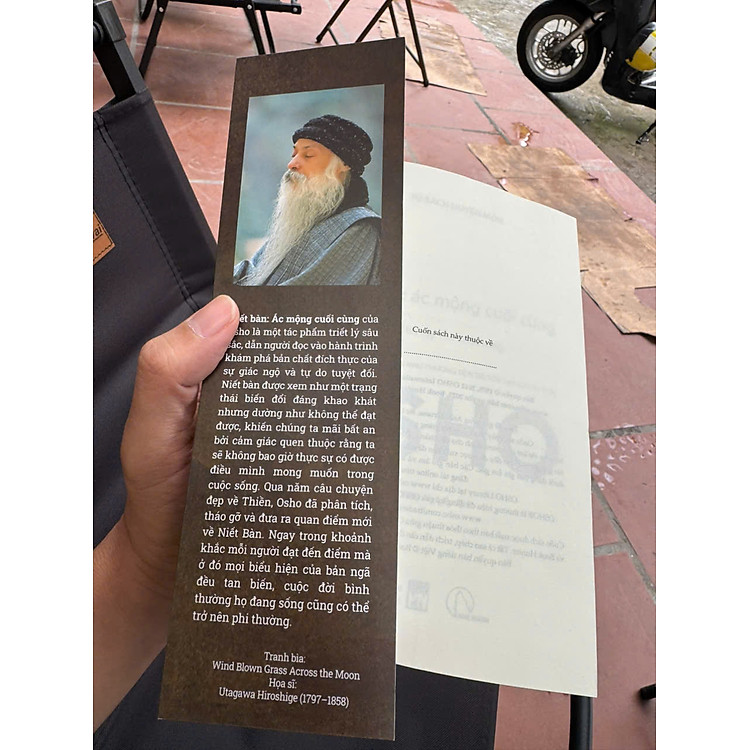 Niết bàn: Ác mộng cuối cùng của
Osho là một tác phẩm triết lý sâu
sắc, dẫn người đọc vào hành trình
khám phá bản chất đích thực của
sự giác ngộ và tự do tuyệt đối.
Niết bàn được xem như một trạng
thái biến đổi đáng khao khát
nhưng dường như không thể đạt
được, khiến chúng ta mãi bất an
bởi cảm giác quen thuộc rằng ta
sẽ không bao giờ thực sự có được
điều mình mong muốn trong
cuộc sống. Qua năm câu chuyện
đẹp về Thiền, Osho đã phân tích,
tháo gỡ và đưa ra quan điểm mới
về Niết Bàn. Ngay trong khoảnh
khắc mỗi người đạt đến điểm mà
ở đó mọi biểu hiện của bản ngã
đều tan biến, cuộc đời bình
thường họ đang sống cũng có thể
trở nên phi thường.
Tranh bìa:
Wind Blown Grass Across the Moon
Họa sĩ:
Utagawa Hiroshige (1797–1858)
Cuốn sách này thuộc về